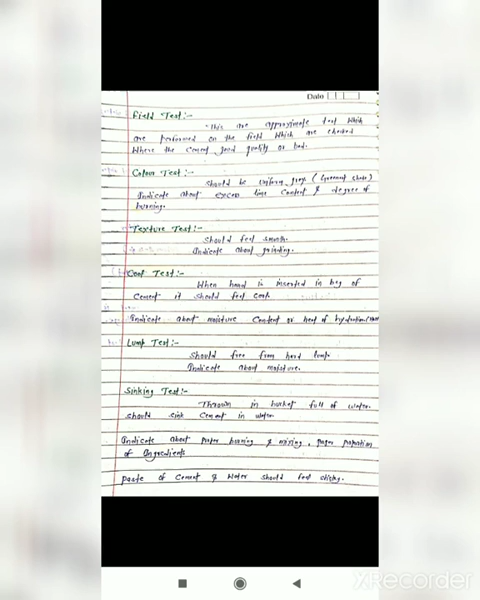 Date
Field Test:-
This are approximate test which
are performed on the field which are checked
where the cement good quality or bad.
Colour Test:-
Should be uniform grey (Greenish shade)
Indicate about excess lime content & degree of
burning.
Texture Test:-
Should feel smooth.
Indicate about grinding.
Cool Test:-
When hand is inserted in bag of
cement it should feel cool.
Indicate about moisture content or heat of hydration
Lump Test:-
Should free from hard lump.
Indicate about moisture.
Sinking Test:-
Thrown in bucket full of water.
should sink cement in water
Indicate about proper burning & mixing, proper proportion
of Ingredients
Paste of Cement & Water should feel sticky.
XRecorder